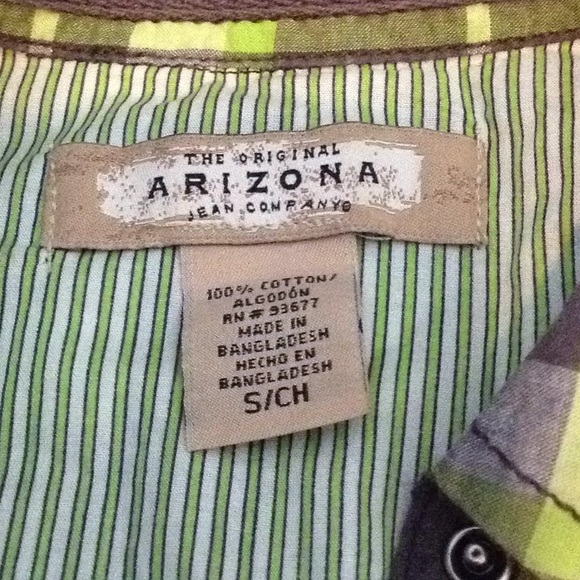 THE ORIGINAL
ARIZONA
JEAN COMPANY®
100% COTTON/
ALGODÓN
RN # 93677
MADE IN
BANGLADESH
HECHO EN
BANGLADESH
S/CH